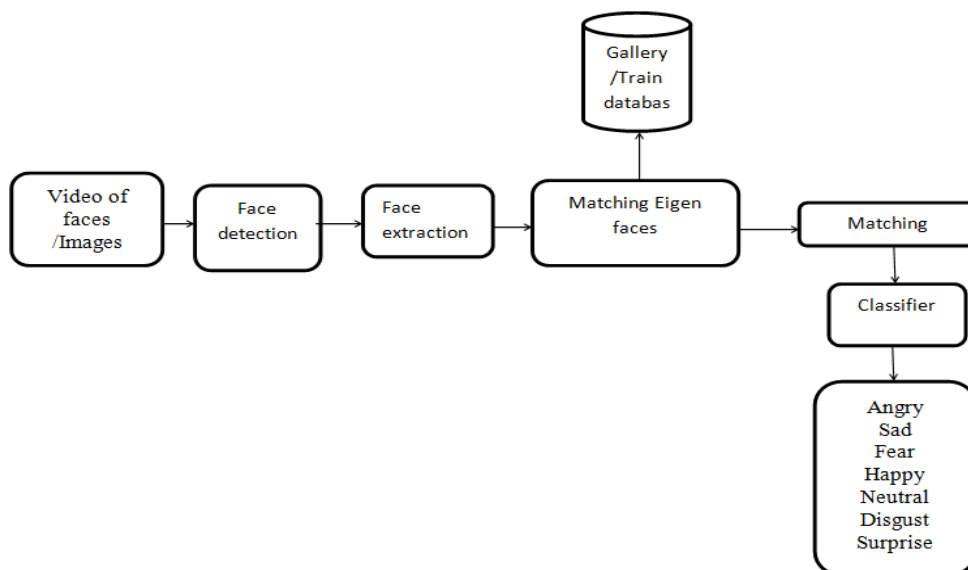 Gallery
/Train
databas
Video of
faces
/Images
Face
detection
Face
extraction
Matching Eigen
faces
Matching
Classifier
Angry
Sad
Fear
Happy
Neutral
Disgust
Surprise